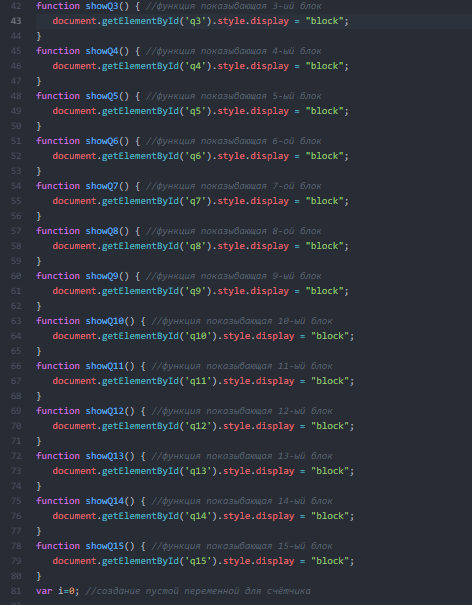 42 function showQ3() { //функция показывающая 3-ий блок
43 document.getElementById('q3').style.display = "block";
44 }
45 function showQ4() { //функция показывающая 4-ый блок
46 document.getElementById('q4').style.display = "block";
47 }
48 function showQ5() { //функция показывающая 5-ый блок
49 document.getElementById('q5').style.display = "block";
50 }
51 function showQ6() { //функция показывающая 6-ой блок
52 document.getElementById('q6').style.display = "block";
53 }
54 function showQ7() { //функция показывающая 7-ой блок
55 document.getElementById('q7').style.display = "block";
56 }
57 function showQ8() { //функция показывающая 8-ой блок
58 document.getElementById('q8').style.display = "block";
59 }
60 function showQ9() { //функция показывающая 9-ый блок
61 document.getElementById('q9').style.display = "block";
62 }
63 function showQ10() { //функция показывающая 10-ый блок
64 document.getElementById('q10').style.display = "block";
65 }
66 function showQ11() { //функция показывающая 11-ый блок
67 document.getElementById('q11').style.display = "block";
68 }
69 function showQ12() { //функция показывающая 12-ый блок
70 document.getElementById('q12').style.display = "block";
71 }
72 function showQ13() { //функция показывающая 13-ый блок
73 document.getElementById('q13').style.display = "block";
74 }
75 function showQ14() { //функция показывающая 14-ый блок
76 document.getElementById('q14').style.display = "block";
77 }
78 function showQ15() { //функция показывающая 15-ый блок
79 document.getElementById('q15').style.display = "block";
80 }
81 var i=0; //создание пустой переменной для счётчика